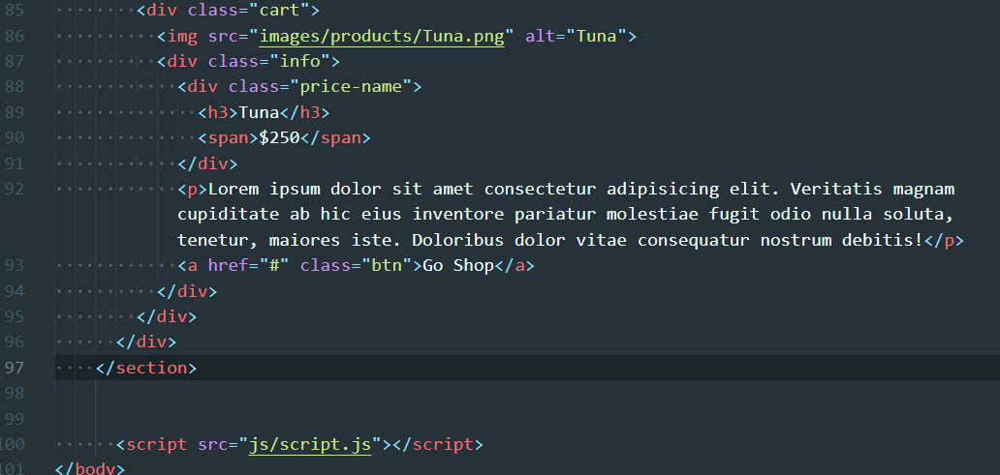 85 <div class="cart">
86 <img src="images/products/Tuna.png" alt="Tuna">
87 <div class="info">
88 <div class="price-name">
89 <h3>Tuna</h3>
90 <span>$250</span>
91 </div>
92 <p>Lorem ipsum dolor sit amet consectetur adipisicing elit. Veritatis magnam
cupiditate ab hic eius inventore pariatur molestiae fugit odio nulla soluta,
tenetur, maiores iste. Doloribus dolor vitae consequatur nostrum debitis!</p>
93 <a href="#" class="btn">Go Shop</a>
94 </div>
95 </div>
96 </div>
97 </section>
98
99
100 <script src="js/script.js"></script>
101 </body>